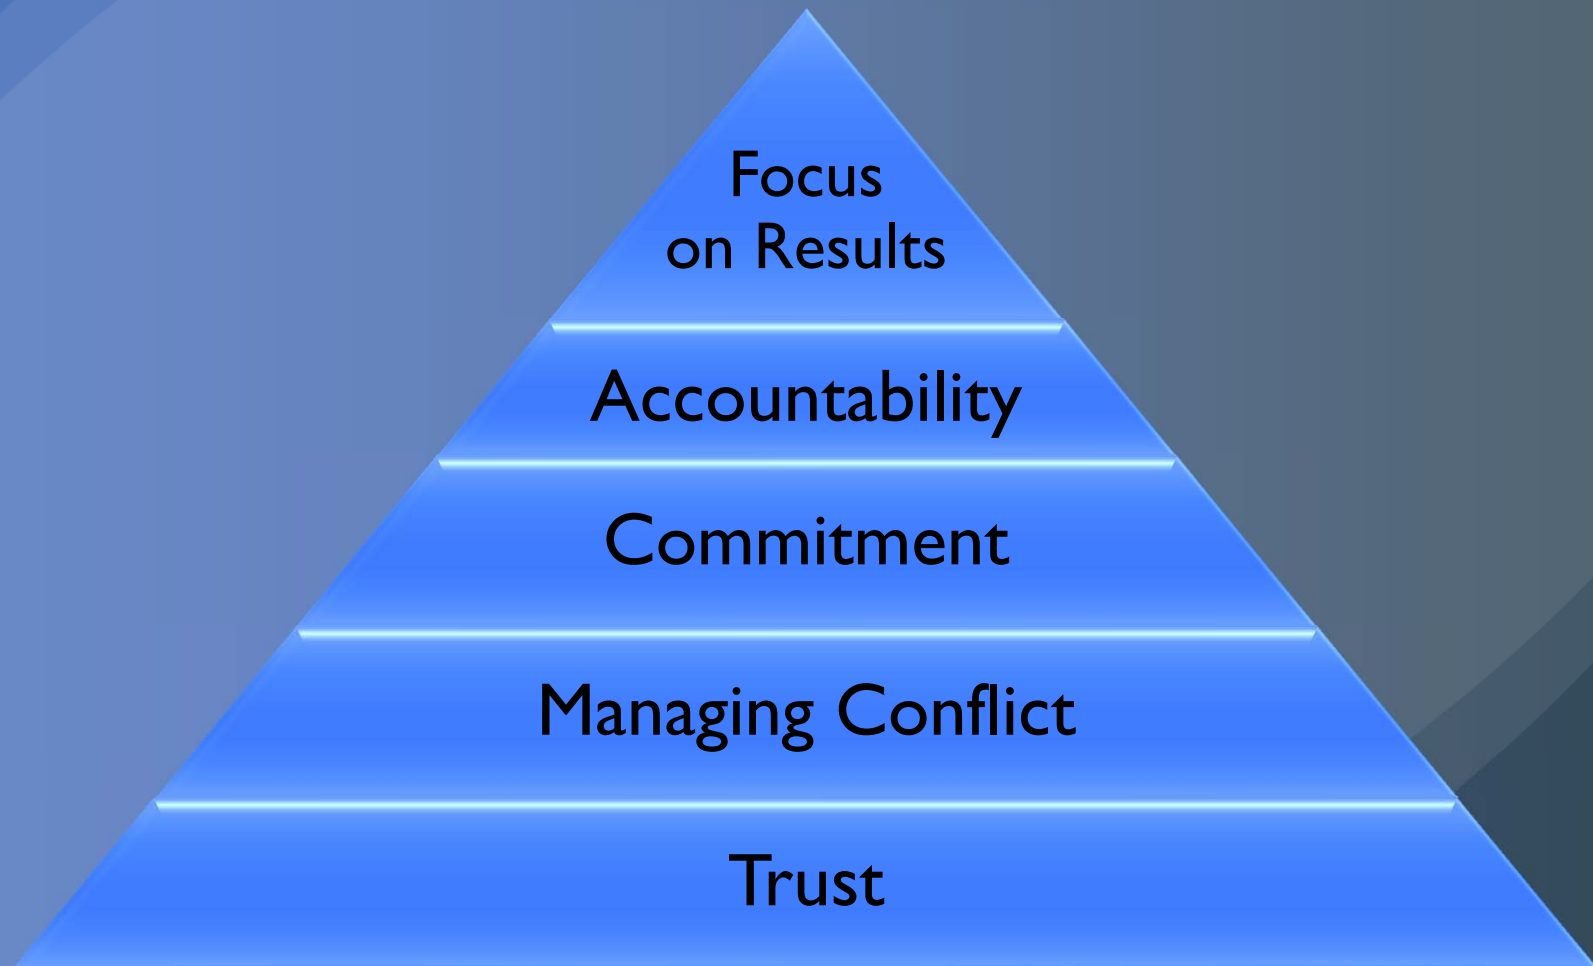 Focus
on Results
Accountability
Commitment
Managing Conflict
Trust